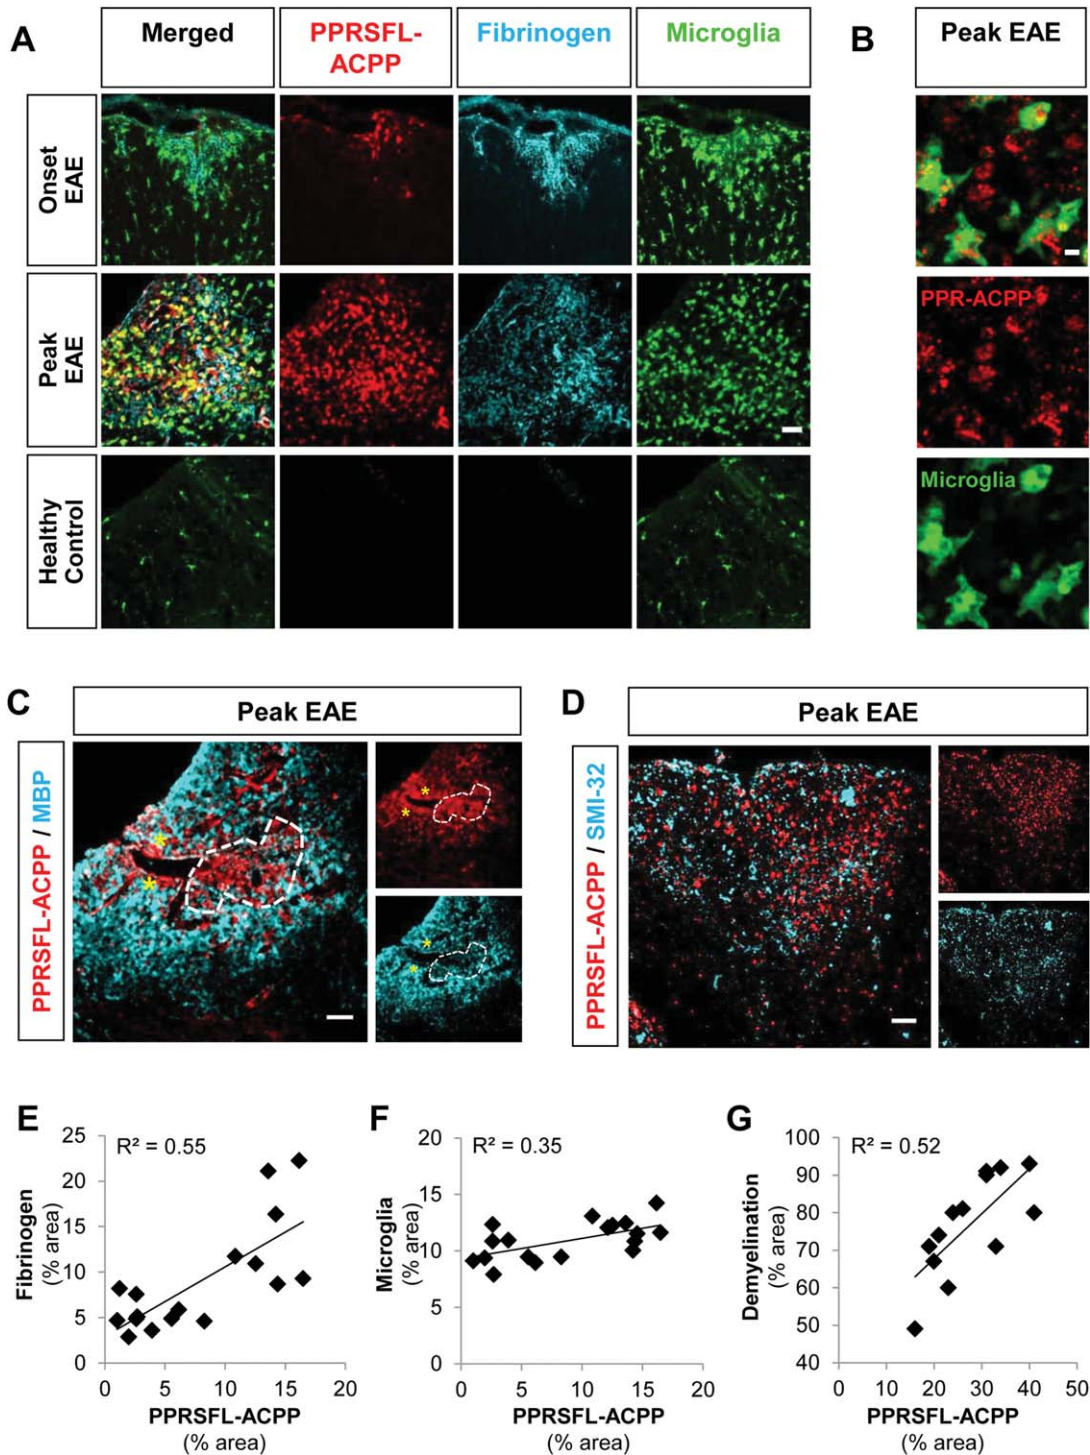 A
Merged
PPRSFL-
ACPP
Fibrinogen
Microglia
B
Peak EAE
Onset
EAE
Peak
EAE
Healthy
Control
PPR-ACPP
Microglia
C
Peak EAE
PPRSFL-ACPP / MBP
*
*
*
*
*
*
D
Peak EAE
PPRSFL-ACPP / SMI-32
E
R² = 0.55
25
20
15
10
5
0
Fibrinogen
(% area)
0 5 10 15 20
PPRSFL-ACPP
(% area)
F
R² = 0.35
20
15
10
5
0
Microglia
(% area)
0 5 10 15 20
PPRSFL-ACPP
(% area)
G
R² = 0.52
100
90
80
70
60
50
40
Demyelination
(% area)
0 10 20 30 40 50
PPRSFL-ACPP
(% area)